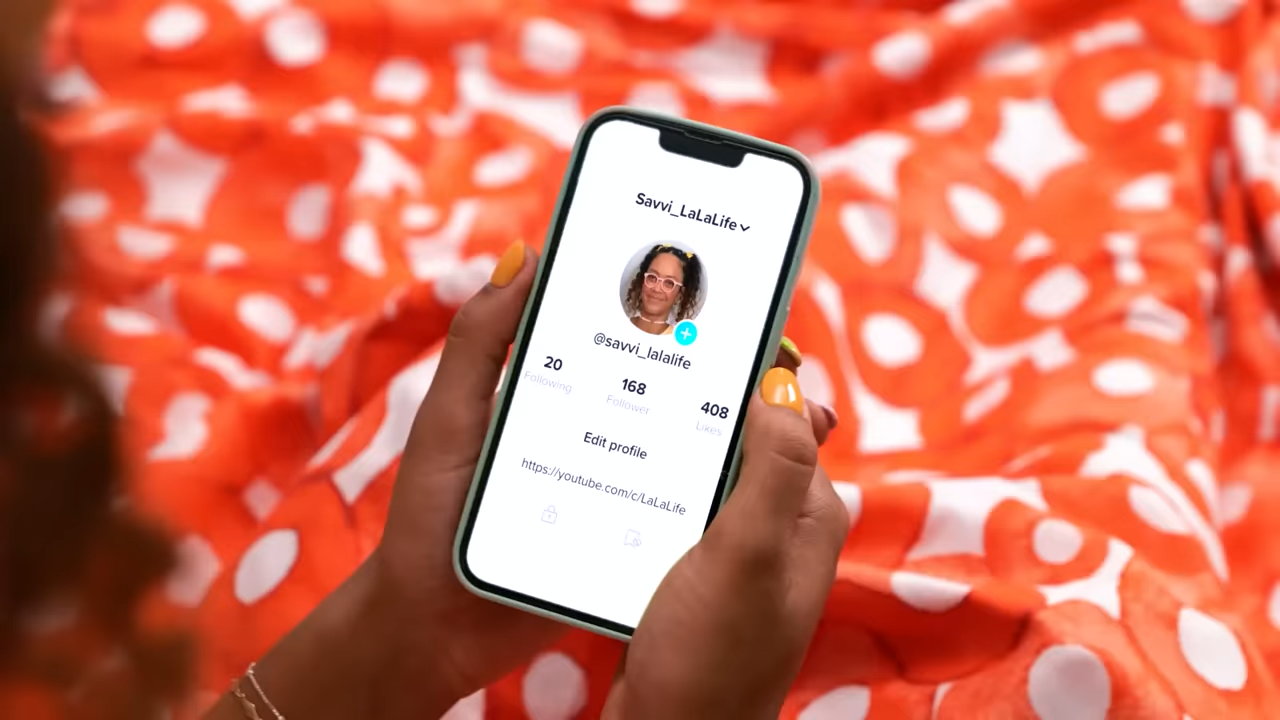 Savvi_LaLaLife
@savvi_lalalife
20 168 408
Following Follower Likes
Edit profile
https://youtube.com/c/LaLaLife